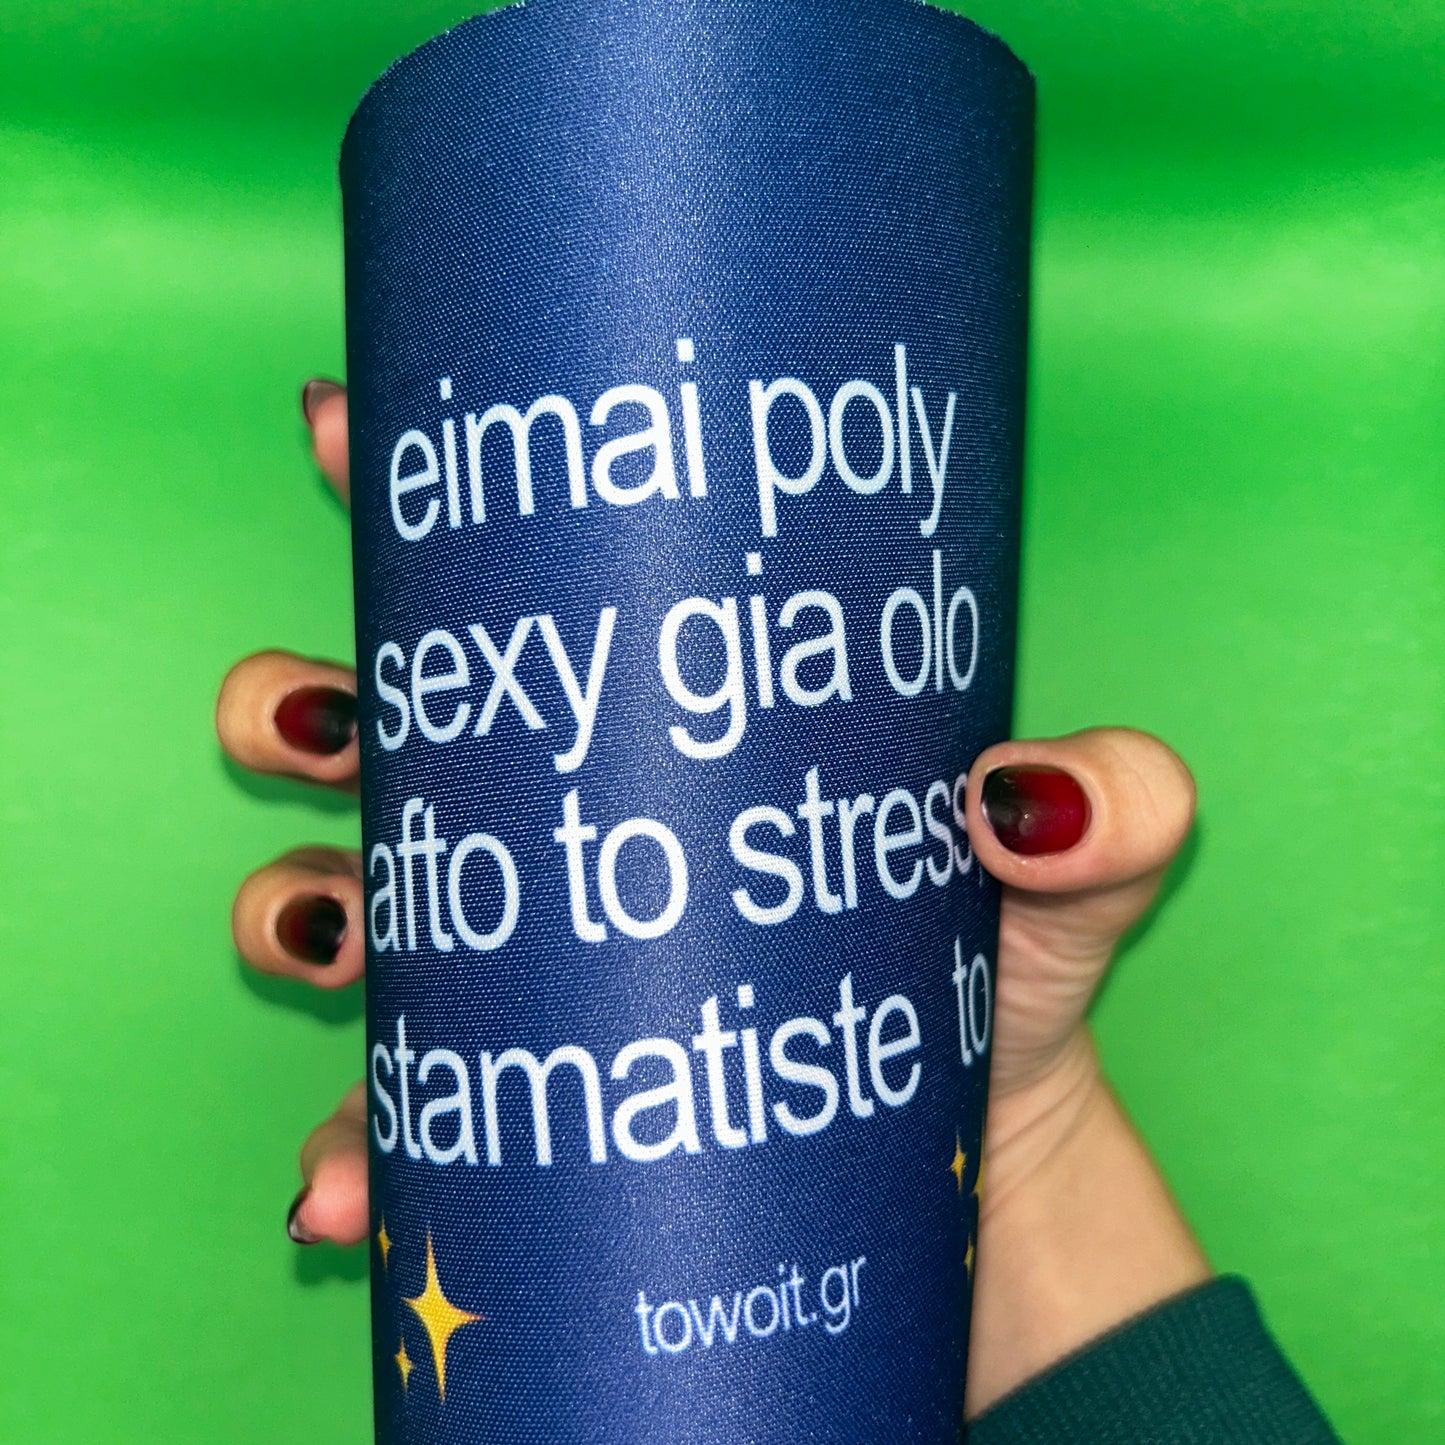 eimai poly
sexy gia olo
afto to stress,
stamatiste to
towoit.gr